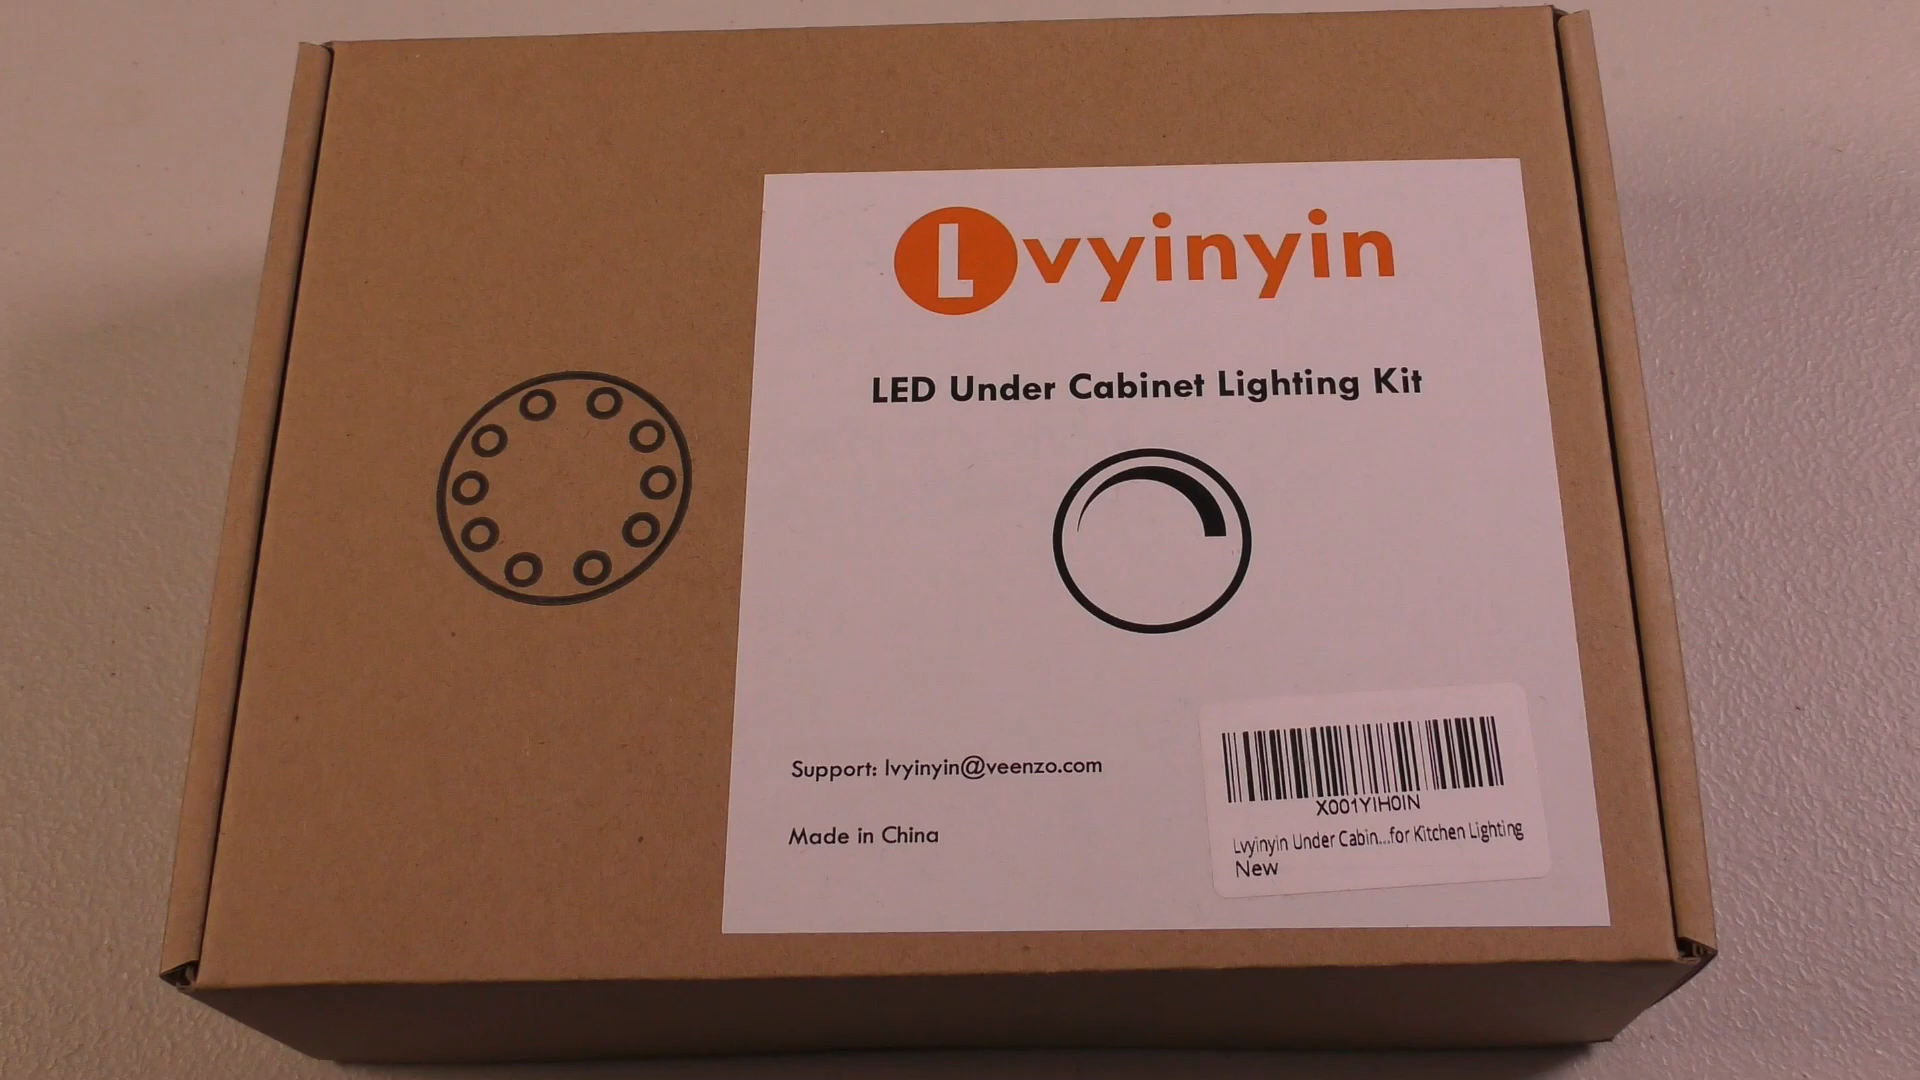 Lvyinyin
LED Under Cabinet Lighting Kit
Support: lvyinyin@veenzo.com
Made in China
X001YIH0IN
Lvyinyin Under Cabin...for Kitchen Lighting
New